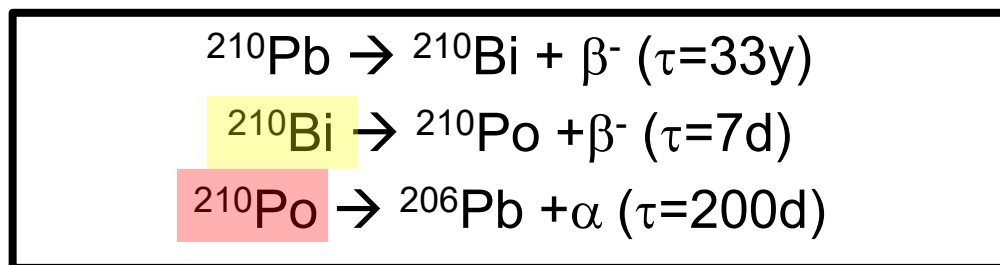 ²¹⁰Pb → ²¹⁰Bi + β⁻ (τ=33y)
²¹⁰Bi → ²¹⁰Po +β⁻ (τ=7d)
²¹⁰Po → ²⁰⁶Pb +α (τ=200d)